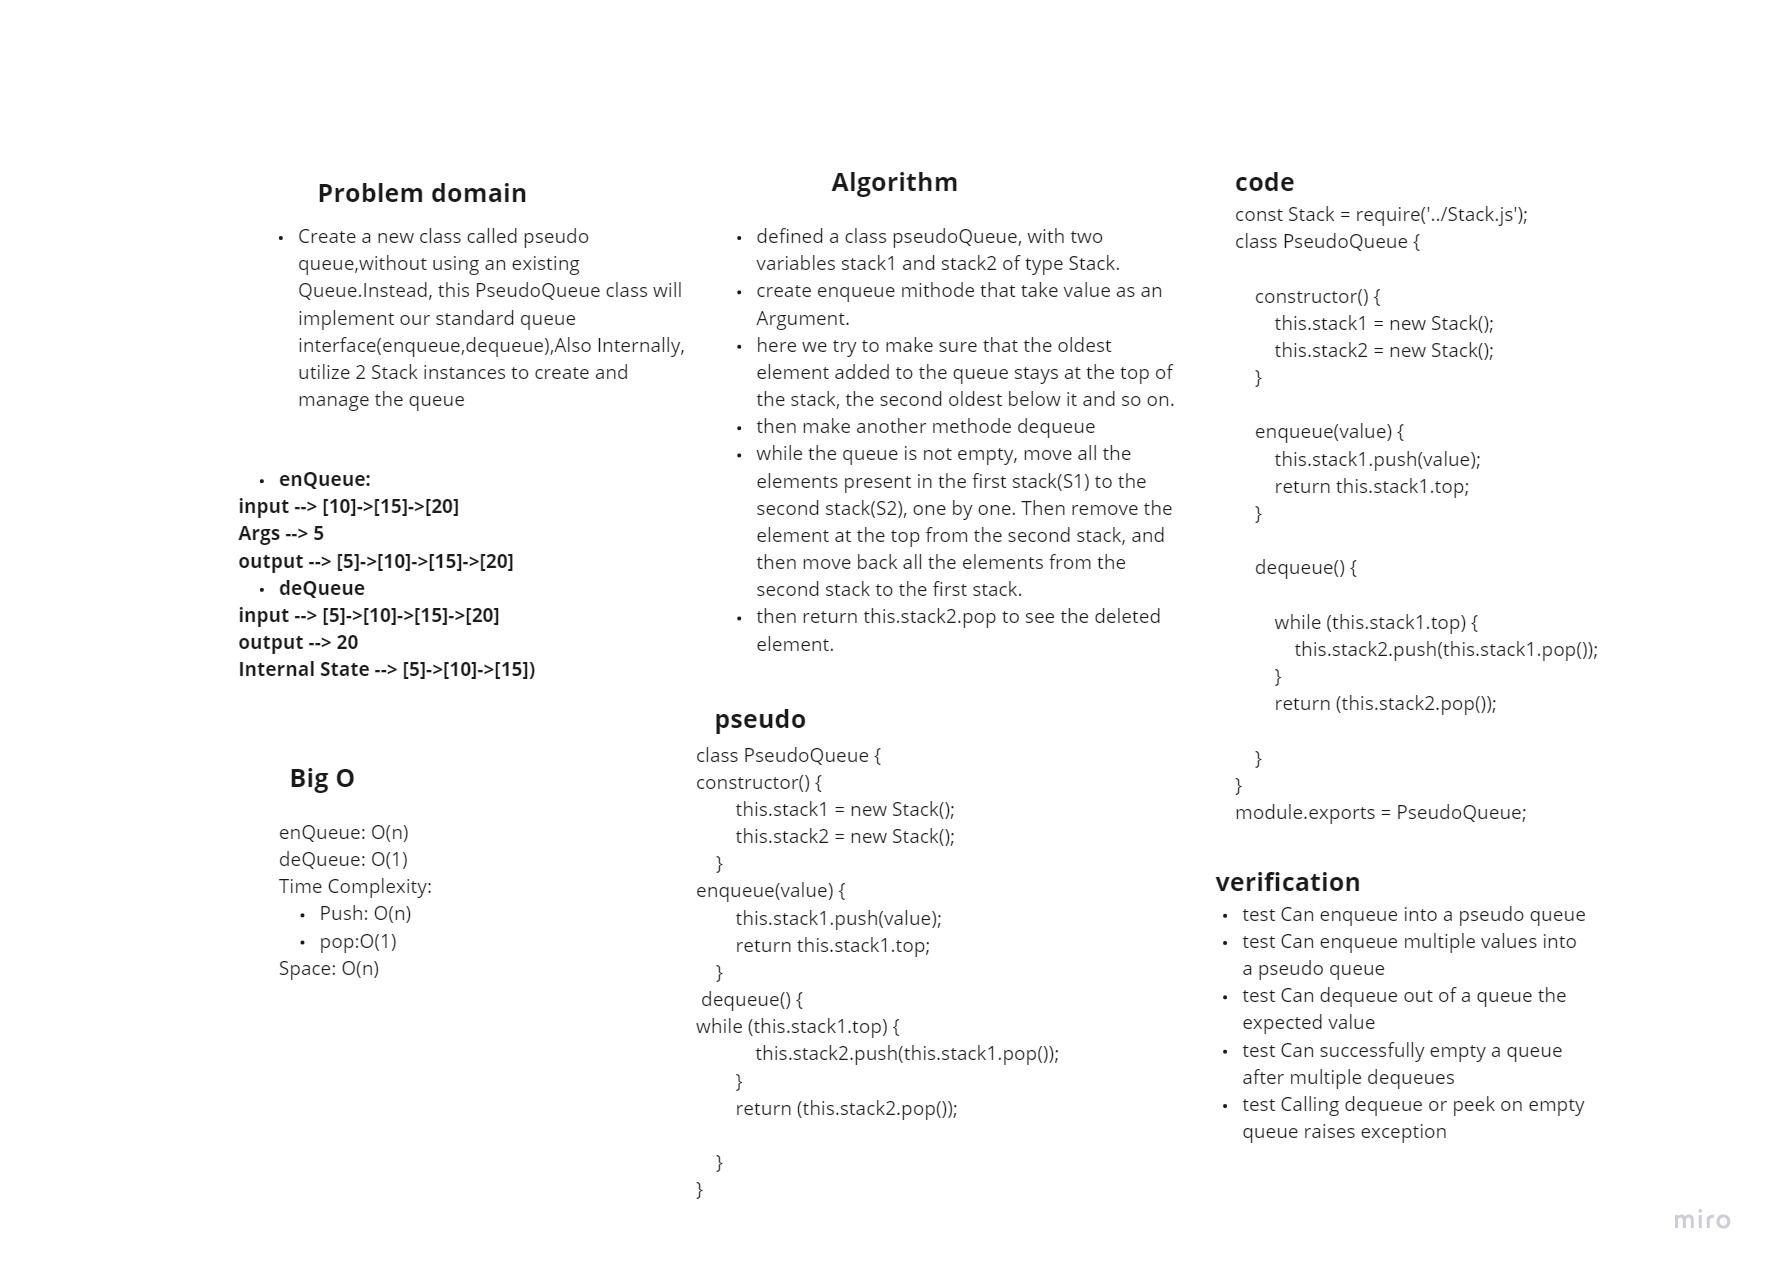 Problem domain
• Create a new class called pseudo
queue,without using an existing
Queue.Instead, this PseudoQueue class will
implement our standard queue
interface(enqueue,dequeue),Also Internally,
utilize 2 Stack instances to create and
manage the queue
• enQueue:
input --> [10]->[15]->[20]
Args --> 5
output --> [5]->[10]->[15]->[20]
• deQueue
input --> [5]->[10]->[15]->[20]
output --> 20
Internal State --> [5]->[10]->[15])
Big O
enQueue: O(n)
deQueue: O(1)
Time Complexity:
• Push: O(n)
• pop:O(1)
Space: O(n)
Algorithm
• defined a class pseudoQueue, with two
variables stack1 and stack2 of type Stack.
• create enqueue mithode that take value as an
Argument.
• here we try to make sure that the oldest
element added to the queue stays at the top of
the stack, the second oldest below it and so on.
• then make another methode dequeue
• while the queue is not empty, move all the
elements present in the first stack(S1) to the
second stack(S2), one by one. Then remove the
element at the top from the second stack, and
then move back all the elements from the
second stack to the first stack.
• then return this.stack2.pop to see the deleted
element.
pseudo
class PseudoQueue {
constructor() {
this.stack1 = new Stack();
this.stack2 = new Stack();
}
enqueue(value) {
this.stack1.push(value);
return this.stack1.top;
}
dequeue() {
while (this.stack1.top) {
this.stack2.push(this.stack1.pop());
}
return (this.stack2.pop());
}
}
code
const Stack = require('../Stack.js');
class PseudoQueue {
constructor() {
this.stack1 = new Stack();
this.stack2 = new Stack();
}
enqueue(value) {
this.stack1.push(value);
return this.stack1.top;
}
dequeue() {
while (this.stack1.top) {
this.stack2.push(this.stack1.pop());
}
return (this.stack2.pop());
}
}
module.exports = PseudoQueue;
verification
• test Can enqueue into a pseudo queue
• test Can enqueue multiple values into
a pseudo queue
• test Can dequeue out of a queue the
expected value
• test Can successfully empty a queue
after multiple dequeues
• test Calling dequeue or peek on empty
queue raises exception
miro